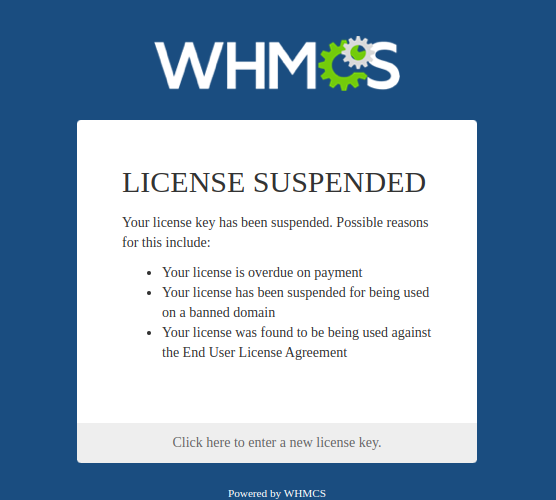 WHMCS
LICENSE SUSPENDED
Your license key has been suspended. Possible reasons
for this include:
• Your license is overdue on payment
• Your license has been suspended for being used
on a banned domain
• Your license was found to be being used against
the End User License Agreement
Click here to enter a new license key.
Powered by WHMCS